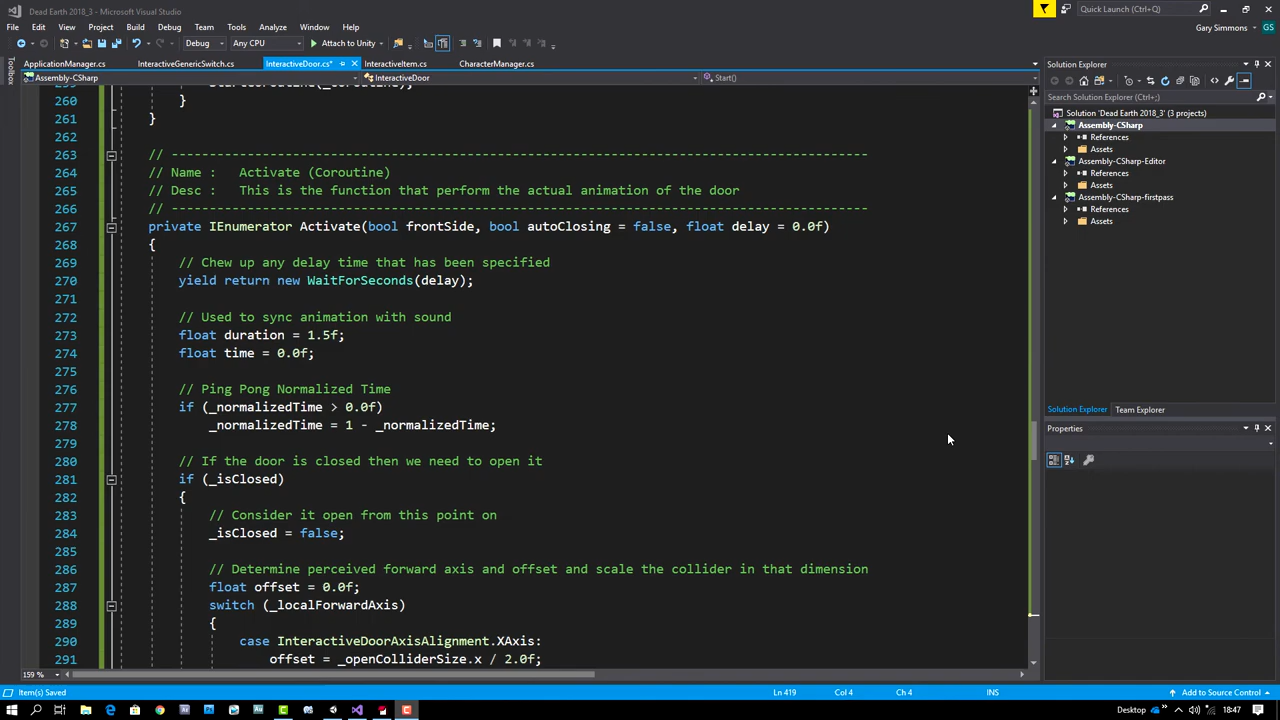 Dead Earth 2018_3 - Microsoft Visual Studio
Quick Launch (Ctrl+Q)
File Edit View Project Build Debug Team Tools Analyze Window Help
Gary Simmons GS
Debug Any CPU Attach to Unity
Toolbox
ApplicationManager.cs InteractiveGenericSwitch.cs InteractiveDoor.cs* InteractiveItem.cs CharacterManager.cs
Assembly-CSharp InteractiveDoor Start()
260 }
261 }
262
263 // --------------------------------------------------------------------------------------------
264 // Name : Activate (Coroutine)
265 // Desc : This is the function that perform the actual animation of the door
266 // --------------------------------------------------------------------------------------------
267 private IEnumerator Activate(bool frontSide, bool autoClosing = false, float delay = 0.0f)
268 {
269 // Chew up any delay time that has been specified
270 yield return new WaitForSeconds(delay);
271
272 // Used to sync animation with sound
273 float duration = 1.5f;
274 float time = 0.0f;
275
276 // Ping Pong Normalized Time
277 if (_normalizedTime > 0.0f)
278 _normalizedTime = 1 - _normalizedTime;
279
280 // If the door is closed then we need to open it
281 if (_isClosed)
282 {
283 // Consider it open from this point on
284 _isClosed = false;
285
286 // Determine perceived forward axis and offset and scale the collider in that dimension
287 float offset = 0.0f;
288 switch (_localForwardAxis)
289 {
290 case InteractiveDoorAxisAlignment.XAxis:
291 offset = _openColliderSize.x / 2.0f;
159 %
Solution Explorer
Search Solution Explorer (Ctrl+;)
Solution 'Dead Earth 2018_3' (3 projects)
Assembly-CSharp
References
Assets
Assembly-CSharp-Editor
References
Assets
Assembly-CSharp-firstpass
References
Assets
Solution Explorer Team Explorer
Properties
Item(s) Saved Ln 419 Col 4 Ch 4 INS Add to Source Control
Desktop 18:47